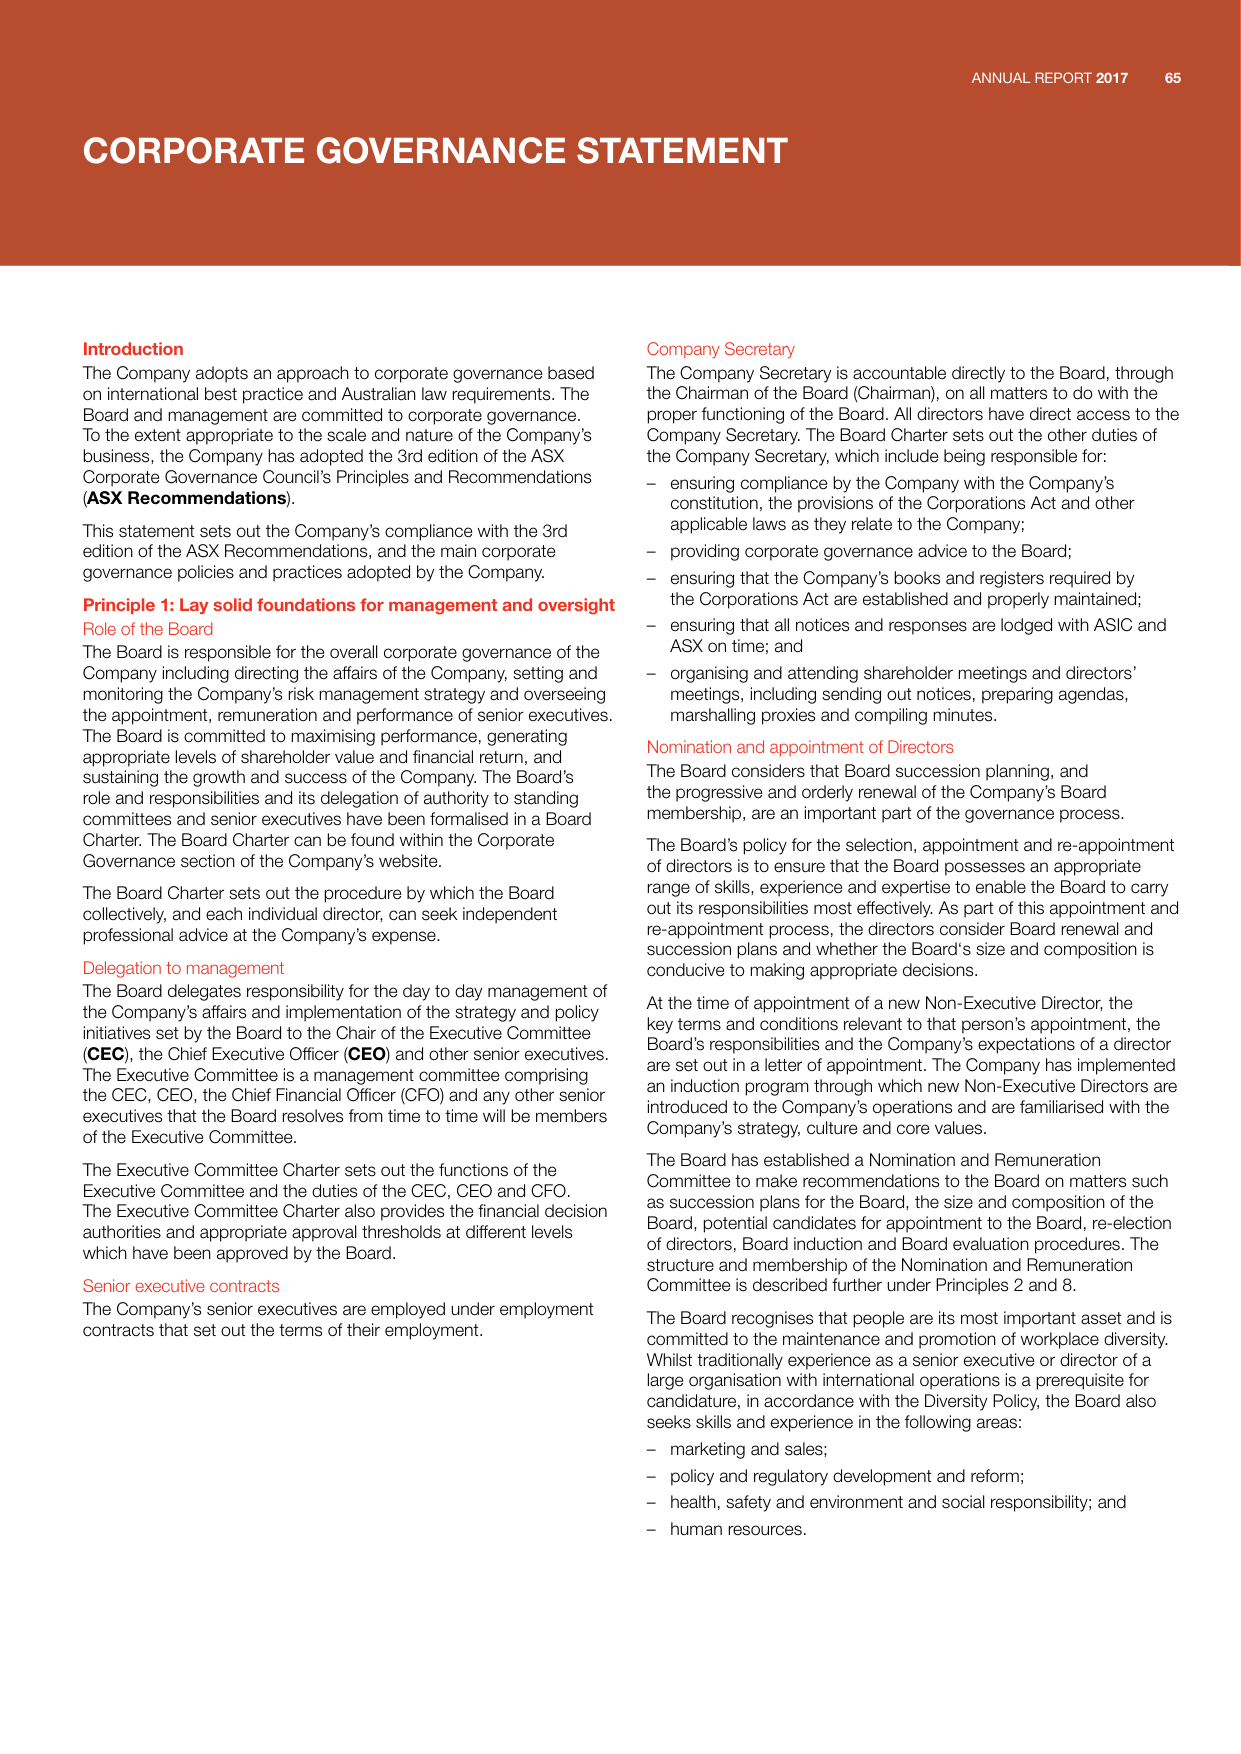 ANNUAL REPORT 2017 65
CORPORATE GOVERNANCE STATEMENT
Introduction
The Company adopts an approach to corporate governance based
on international best practice and Australian law requirements. The
Board and management are committed to corporate governance.
To the extent appropriate to the scale and nature of the Company's
business, the Company has adopted the 3rd edition of the ASX
Corporate Governance Council's Principles and Recommendations
(ASX Recommendations).
This statement sets out the Company's compliance with the 3rd
edition of the ASX Recommendations, and the main corporate
governance policies and practices adopted by the Company.
Principle 1: Lay solid foundations for management and oversight
Role of the Board
The Board is responsible for the overall corporate governance of the
Company including directing the affairs of the Company, setting and
monitoring the Company's risk management strategy and overseeing
the appointment, remuneration and performance of senior executives.
The Board is committed to maximising performance, generating
appropriate levels of shareholder value and financial return, and
sustaining the growth and success of the Company. The Board's
role and responsibilities and its delegation of authority to standing
committees and senior executives have been formalised in a Board
Charter. The Board Charter can be found within the Corporate
Governance section of the Company's website.
The Board Charter sets out the procedure by which the Board
collectively, and each individual director, can seek independent
professional advice at the Company's expense.
Delegation to management
The Board delegates responsibility for the day to day management of
the Company's affairs and implementation of the strategy and policy
initiatives set by the Board to the Chair of the Executive Committee
(CEC), the Chief Executive Officer (CEO) and other senior executives.
The Executive Committee is a management committee comprising
the CEC, CEO, the Chief Financial Officer (CFO) and any other senior
executives that the Board resolves from time to time will be members
of the Executive Committee.
The Executive Committee Charter sets out the functions of the
Executive Committee and the duties of the CEC, CEO and CFO.
The Executive Committee Charter also provides the financial decision
authorities and appropriate approval thresholds at different levels
which have been approved by the Board.
Senior executive contracts
The Company's senior executives are employed under employment
contracts that set out the terms of their employment.
Company Secretary
The Company Secretary is accountable directly to the Board, through
the Chairman of the Board (Chairman), on all matters to do with the
proper functioning of the Board. All directors have direct access to the
Company Secretary. The Board Charter sets out the other duties of
the Company Secretary, which include being responsible for:
– ensuring compliance by the Company with the Company's
constitution, the provisions of the Corporations Act and other
applicable laws as they relate to the Company;
– providing corporate governance advice to the Board;
– ensuring that the Company's books and registers required by
the Corporations Act are established and properly maintained;
– ensuring that all notices and responses are lodged with ASIC and
ASX on time; and
– organising and attending shareholder meetings and directors'
meetings, including sending out notices, preparing agendas,
marshalling proxies and compiling minutes.
Nomination and appointment of Directors
The Board considers that Board succession planning, and
the progressive and orderly renewal of the Company's Board
membership, are an important part of the governance process.
The Board's policy for the selection, appointment and re-appointment
of directors is to ensure that the Board possesses an appropriate
range of skills, experience and expertise to enable the Board to carry
out its responsibilities most effectively. As part of this appointment and
re-appointment process, the directors consider Board renewal and
succession plans and whether the Board‘s size and composition is
conducive to making appropriate decisions.
At the time of appointment of a new Non-Executive Director, the
key terms and conditions relevant to that person's appointment, the
Board's responsibilities and the Company's expectations of a director
are set out in a letter of appointment. The Company has implemented
an induction program through which new Non-Executive Directors are
introduced to the Company's operations and are familiarised with the
Company's strategy, culture and core values.
The Board has established a Nomination and Remuneration
Committee to make recommendations to the Board on matters such
as succession plans for the Board, the size and composition of the
Board, potential candidates for appointment to the Board, re-election
of directors, Board induction and Board evaluation procedures. The
structure and membership of the Nomination and Remuneration
Committee is described further under Principles 2 and 8.
The Board recognises that people are its most important asset and is
committed to the maintenance and promotion of workplace diversity.
Whilst traditionally experience as a senior executive or director of a
large organisation with international operations is a prerequisite for
candidature, in accordance with the Diversity Policy, the Board also
seeks skills and experience in the following areas:
– marketing and sales;
– policy and regulatory development and reform;
– health, safety and environment and social responsibility; and
– human resources.